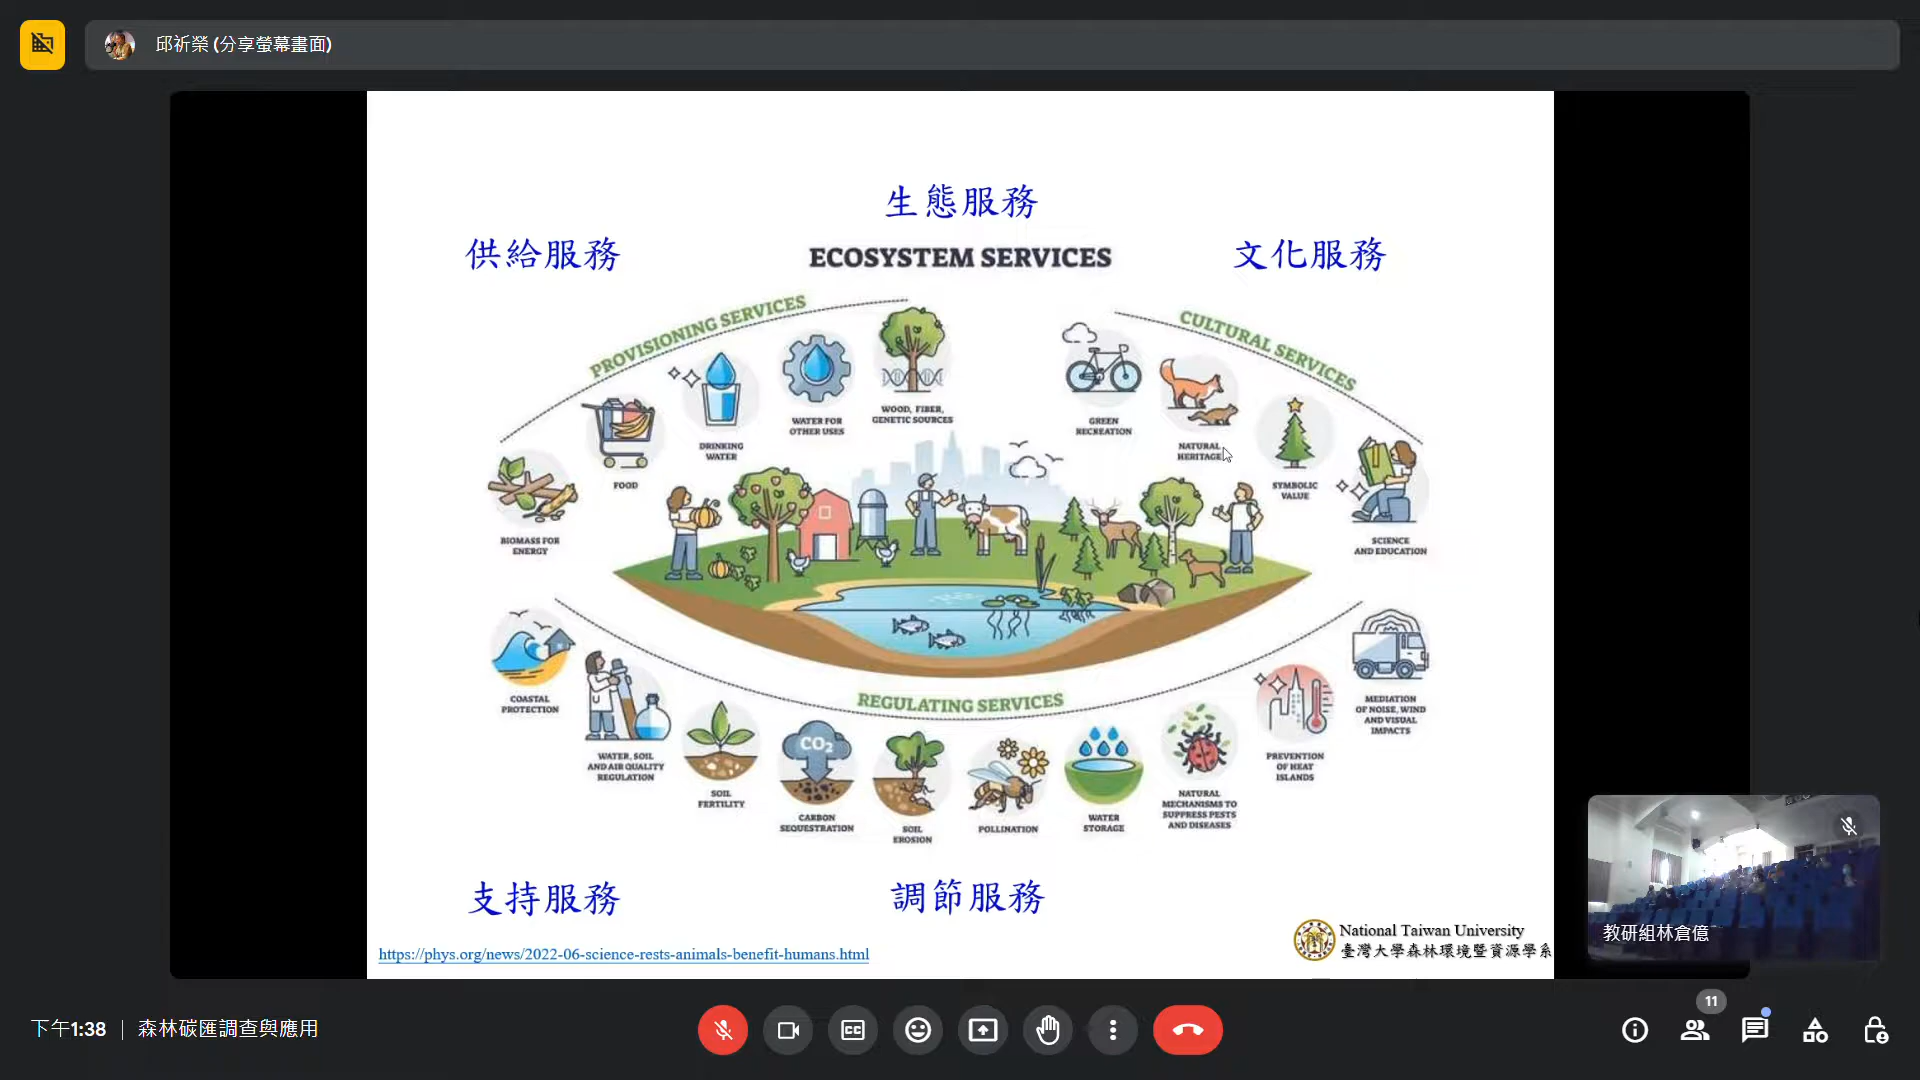 邱祈榮 (分享螢幕畫面)
生態服務
供給服務
ECOSYSTEM SERVICES
文化服務
PROVISIONING SERVICES
CULTURAL SERVICES
BIOMASS FOR
ENERGY
FOOD
DRINKING
WATER
WATER FOR
OTHER USES
WOOD, FIBER,
GENETIC SOURCES
GREEN
RECREATION
NATURAL
HERITAGE
SYMBOLIC
VALUE
SCIENCE
AND EDUCATION
REGULATING SERVICES
COASTAL
PROTECTION
WATER, SOIL
AND AIR QUALITY
REGULATION
SOIL
FERTILITY
CO2
CARBON
SEQUESTRATION
SOIL
EROSION
POLLINATION
WATER
STORAGE
NATURAL
MECHANISMS TO
SUPPRESS PESTS
AND DISEASES
PREVENTION
OF HEAT
ISLANDS
MEDIATION
OF NOISE, WIND
AND VISUAL
IMPACTS
支持服務
調節服務
https://phys.org/news/2022-06-science-rests-animals-benefit-humans.html
National Taiwan University
臺灣大學森林環境暨資源學系
教研組林倉億
下午1:38 | 森林碳匯調查與應用
11